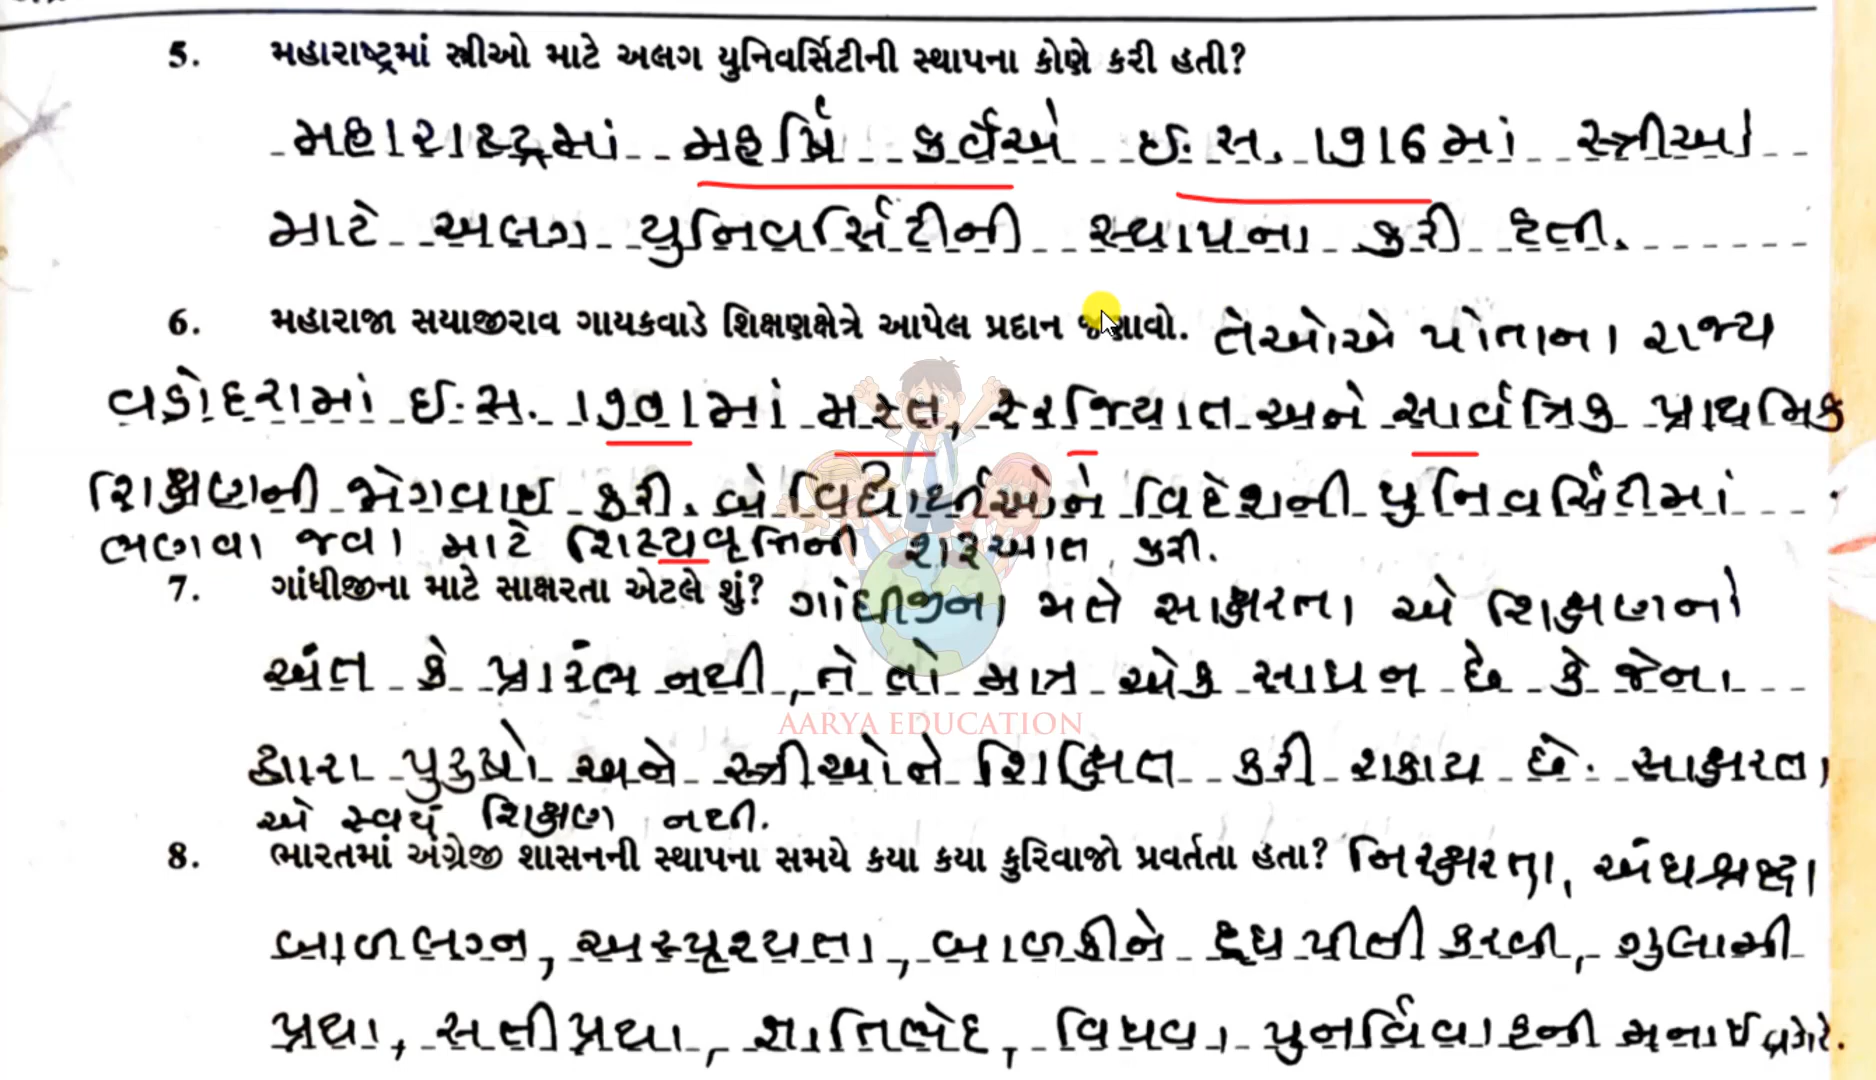 5. મહારાષ્ટ્રમાં સ્ત્રીઓ માટે અલગ યુનિવર્સિટીની સ્થાપના કોણે કરી હતી?
મહારાષ્ટ્રમાં મહર્ષિ કર્વેએ ઈ.સ. 1916માં સ્ત્રીઓ
માટે અલગ યુનિવર્સિટીની સ્થાપના કરી હતી.
6. મહારાજા સયાજીરાવ ગાયકવાડે શિક્ષણક્ષેત્રે આપેલ પ્રદાન જણાવો. તેઓએ પોતાના રાજ્ય
વડોદરામાં ઈ.સ. 1901માં મફત, ફરજિયાત અને સાર્વત્રિક પ્રાથમિક
શિક્ષણની જોગવાઈ કરી. બે વિદ્યાર્થીઓને વિદેશની યુનિવર્સિટીમાં
ભણવા જવા માટે શિષ્યવૃત્તિની શરૂઆત કરી.
7. ગાંધીજીના માટે સાક્ષરતા એટલે શું? ગાંધીજીના મતે સાક્ષરતા એ શિક્ષણનો
અંત કે પ્રારંભ નથી, તે તો માત્ર એક સાધન છે કે જેના
AARYA EDUCATION
દ્વારા પુરુષો અને સ્ત્રીઓને શિક્ષિત કરી શકાય છે. સાક્ષરતા
એ સ્વયં શિક્ષણ નથી.
8. ભારતમાં અંગ્રેજી શાસનની સ્થાપના સમયે કયા કયા કુરિવાજો પ્રવર્તતા હતા? નિરક્ષરતા, અંધશ્રદ્ધા
બાળલગ્ન, અસ્પૃશ્યતા, બાળકીને દૂધપીતી કરવી, ગુલામી
પ્રથા, સતીપ્રથા, જ્ઞાતિભેદ, વિધવા પુનર્વિવાહની મનાઈ વગેરે.